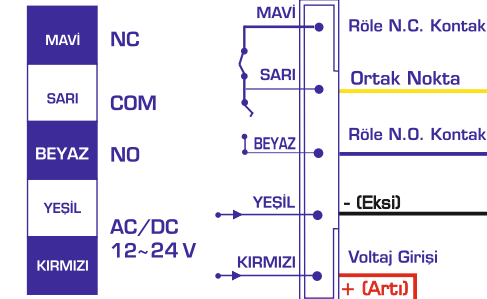 MAVİ NC
SARI COM
BEYAZ NO
YEŞİL
KIRMIZI
AC/DC
12~24 V
MAVİ Röle N.C. Kontak
SARI Ortak Nokta
BEYAZ Röle N.O. Kontak
YEŞİL - (Eksi)
KIRMIZI Voltaj Girişi
+ (Artı)